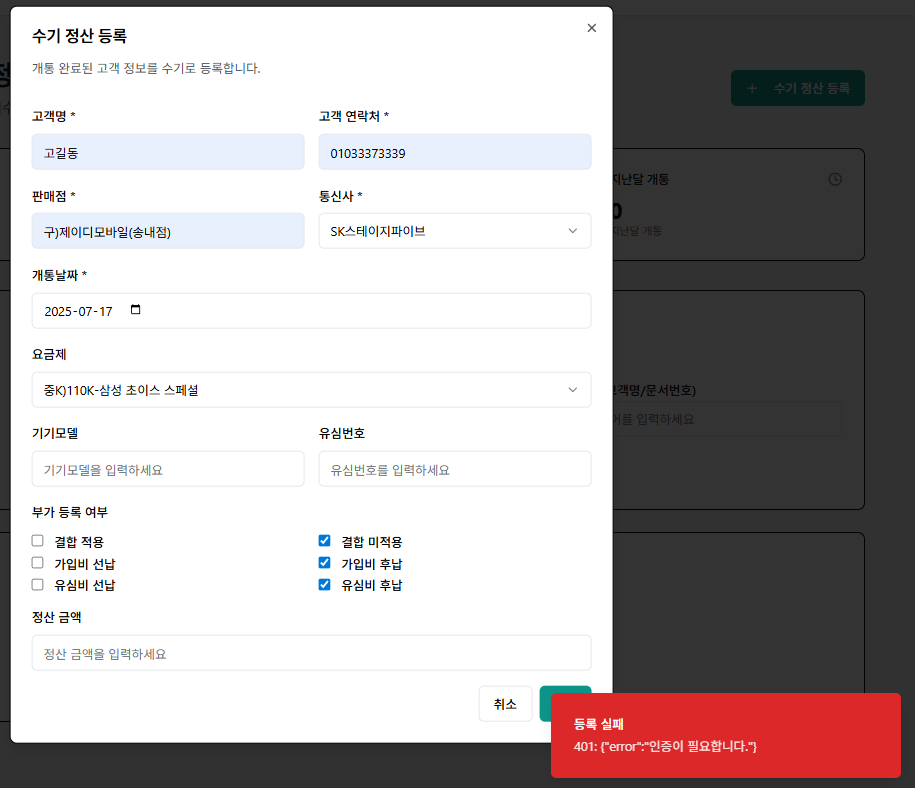 수기 정산 등록
개통 완료된 고객 정보를 수기로 등록합니다.
+ 수기 정산 등록
고객명 *
고객 연락처 *
고길동
01033373339
지난달 개통
0
지난달 개통
판매점 *
통신사 *
구)제이디모바일(송내점)
SK스테이지파이브
개통날짜 *
2025-07-17
요금제
중K)110K-삼성 초이스 스페셜
고객명/문서번호)
입력하세요
기기모델
유심번호
기기모델을 입력하세요
유심번호를 입력하세요
부가 등록 여부
결합 적용
결합 미적용
가입비 선납
가입비 후납
유심비 선납
유심비 후납
정산 금액
정산 금액을 입력하세요
취소
등록 실패
401: {"error":"인증이 필요합니다."}